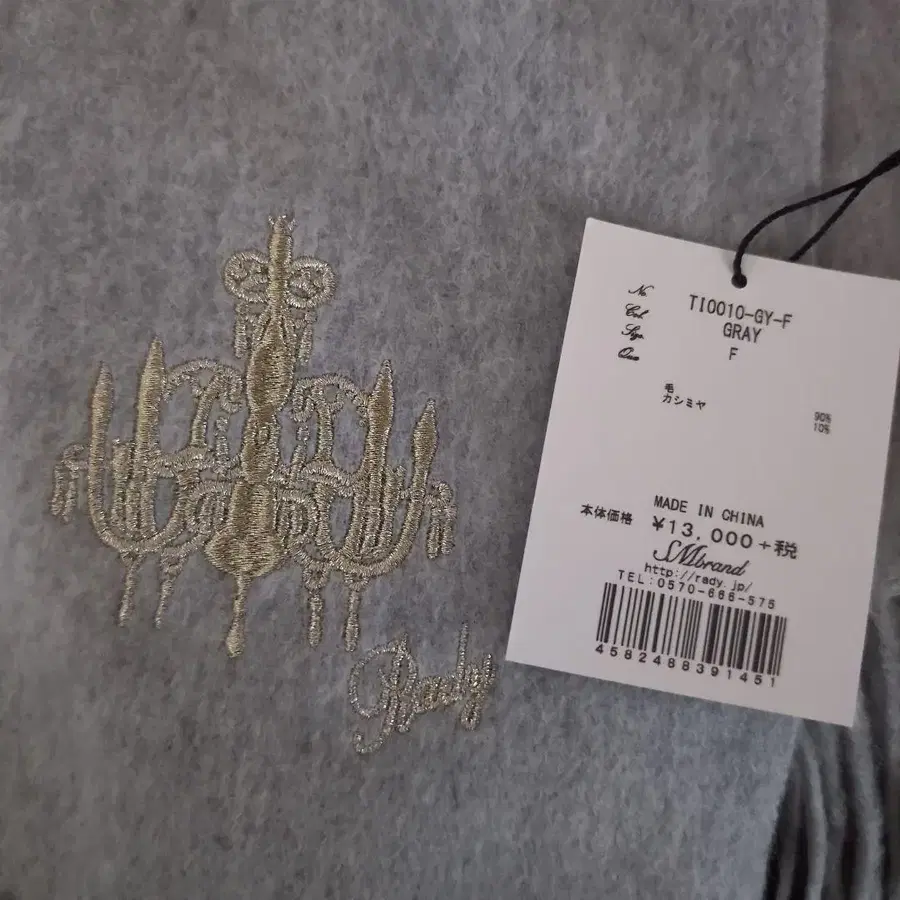 Rady
No TI0010-GY-F
Col. GRAY
Size F
Qua
毛 90%
カシミヤ 10%
MADE IN CHINA
本体価格 ¥13,000+税
SMbrand
http://rady.jp/
TEL:0570-666-575
4582488391451